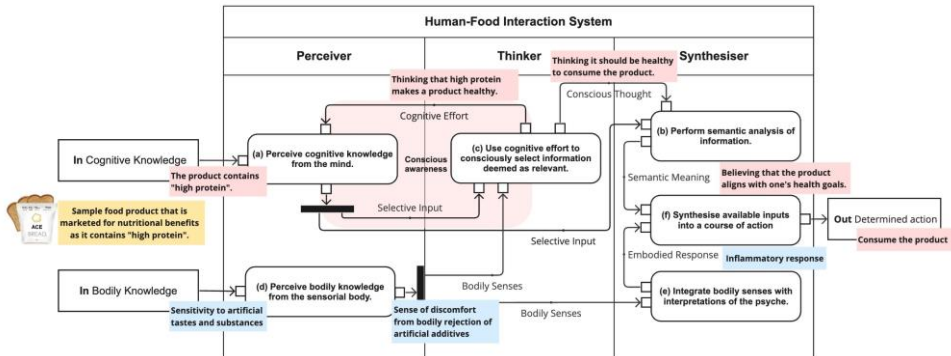 Human-Food Interaction System
Perceiver
Thinker
Synthesiser
Thinking that high protein
makes a product healthy.
Thinking it should be healthy
to consume the product.
Cognitive Effort
Conscious Thought
In Cognitive Knowledge
(a) Perceive cognitive knowledge
from the mind.
Conscious
awareness
(c) Use cognitive effort to
consciously select information
deemed as relevant.
(b) Perform semantic analysis of
information.
The product contains
"high protein".
Semantic Meaning
Believing that the product
aligns with one's health goals.
ACE
BREAD
Sample food product that is
marketed for nutritional benefits
as it contains "high protein".
Selective Input
Selective Input
(f) Synthesise available inputs
into a course of action
Out Determined action
Consume the product
Embodied Response
Inflammatory response
In Bodily Knowledge
(d) Perceive bodily knowledge
from the sensorial body.
Bodily Senses
Bodily Senses
(e) Integrate bodily senses with
interpretations of the psyche.
Sensitivity to artificial
tastes and substances
Sense of discomfort
from bodily rejection of
artificial additives